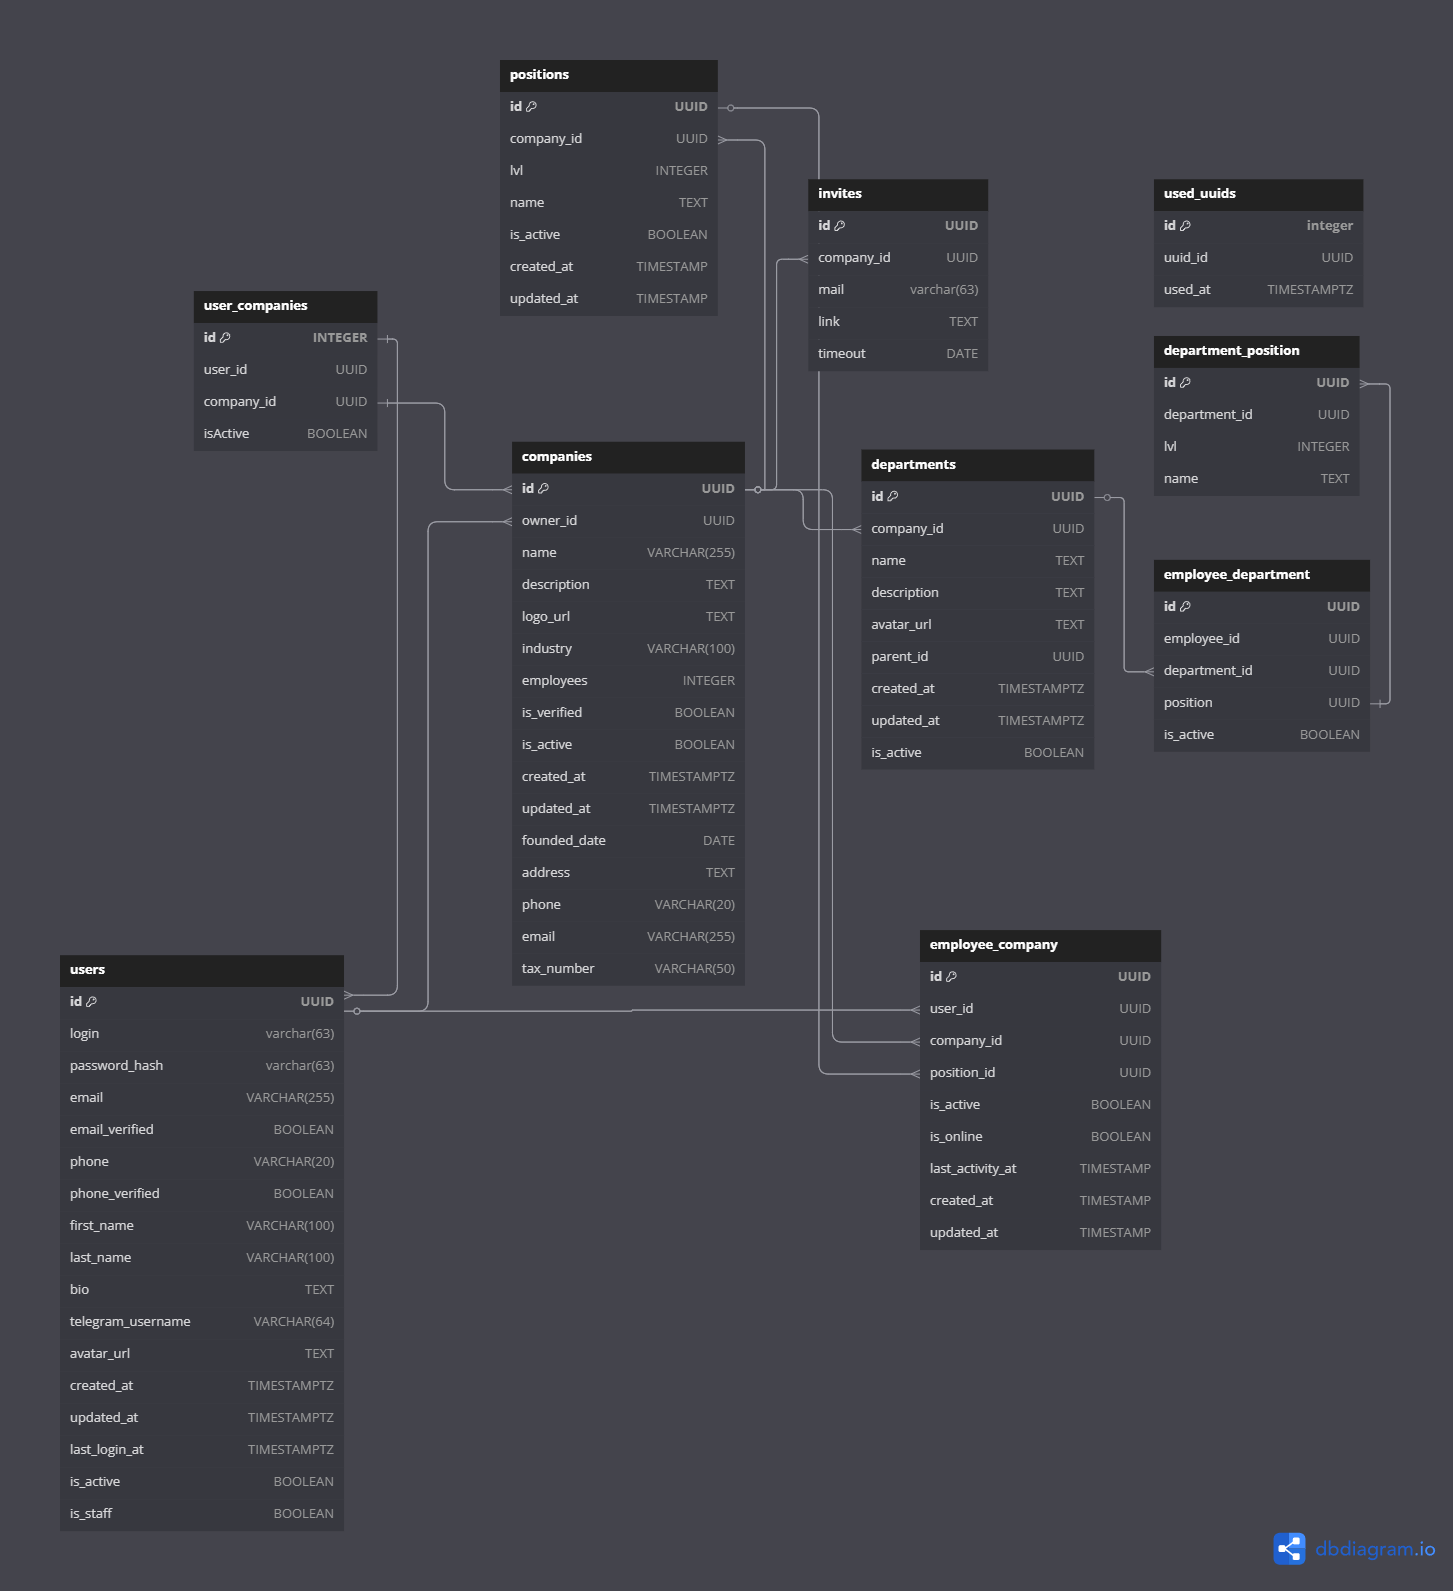 positions
id UUID
company_id UUID
lvl INTEGER
name TEXT
is_active BOOLEAN
created_at TIMESTAMP
updated_at TIMESTAMP
invites
id UUID
company_id UUID
mail varchar(63)
link TEXT
timeout DATE
used_uuids
id integer
uuid_id UUID
used_at TIMESTAMPTZ
user_companies
id INTEGER
user_id UUID
company_id UUID
isActive BOOLEAN
department_position
id UUID
department_id UUID
lvl INTEGER
name TEXT
companies
id UUID
owner_id UUID
name VARCHAR(255)
description TEXT
logo_url TEXT
industry VARCHAR(100)
employees INTEGER
is_verified BOOLEAN
is_active BOOLEAN
created_at TIMESTAMPTZ
updated_at TIMESTAMPTZ
founded_date DATE
address TEXT
phone VARCHAR(20)
email VARCHAR(255)
tax_number VARCHAR(50)
departments
id UUID
company_id UUID
name TEXT
description TEXT
avatar_url TEXT
parent_id UUID
created_at TIMESTAMPTZ
updated_at TIMESTAMPTZ
is_active BOOLEAN
employee_department
id UUID
employee_id UUID
department_id UUID
position UUID
is_active BOOLEAN
employee_company
id UUID
user_id UUID
company_id UUID
position_id UUID
is_active BOOLEAN
is_online BOOLEAN
last_activity_at TIMESTAMP
created_at TIMESTAMP
updated_at TIMESTAMP
users
id UUID
login varchar(63)
password_hash varchar(63)
email VARCHAR(255)
email_verified BOOLEAN
phone VARCHAR(20)
phone_verified BOOLEAN
first_name VARCHAR(100)
last_name VARCHAR(100)
bio TEXT
telegram_username VARCHAR(64)
avatar_url TEXT
created_at TIMESTAMPTZ
updated_at TIMESTAMPTZ
last_login_at TIMESTAMPTZ
is_active BOOLEAN
is_staff BOOLEAN
dbdiagram.io